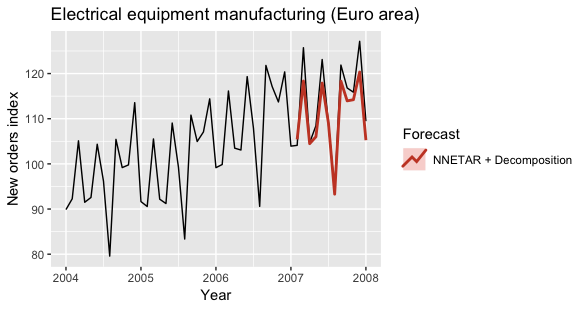 Electrical equipment manufacturing (Euro area)
New orders index
120
110
100
90
80
2004 2005 2006 2007 2008
Year
Forecast
NNETAR + Decomposition